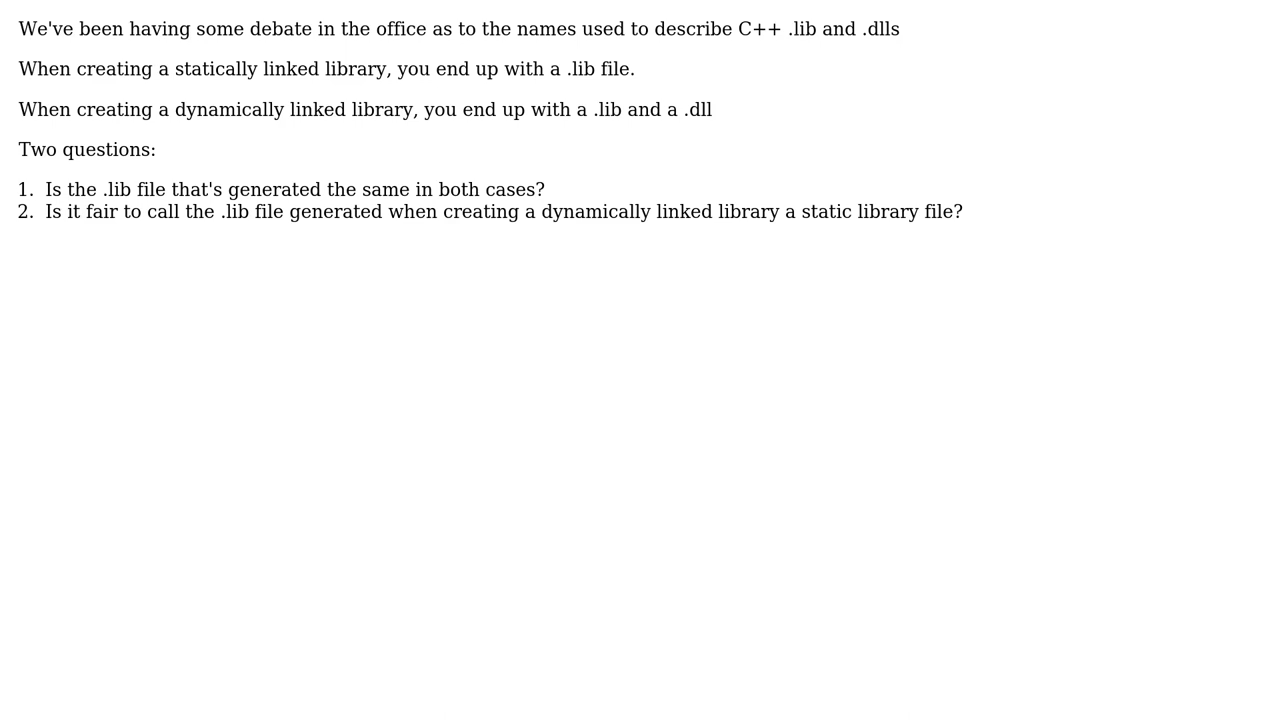 We've been having some debate in the office as to the names used to describe C++ .lib and .dlls
When creating a statically linked library, you end up with a .lib file.
When creating a dynamically linked library, you end up with a .lib and a .dll
Two questions:
1. Is the .lib file that's generated the same in both cases?
2. Is it fair to call the .lib file generated when creating a dynamically linked library a static library file?